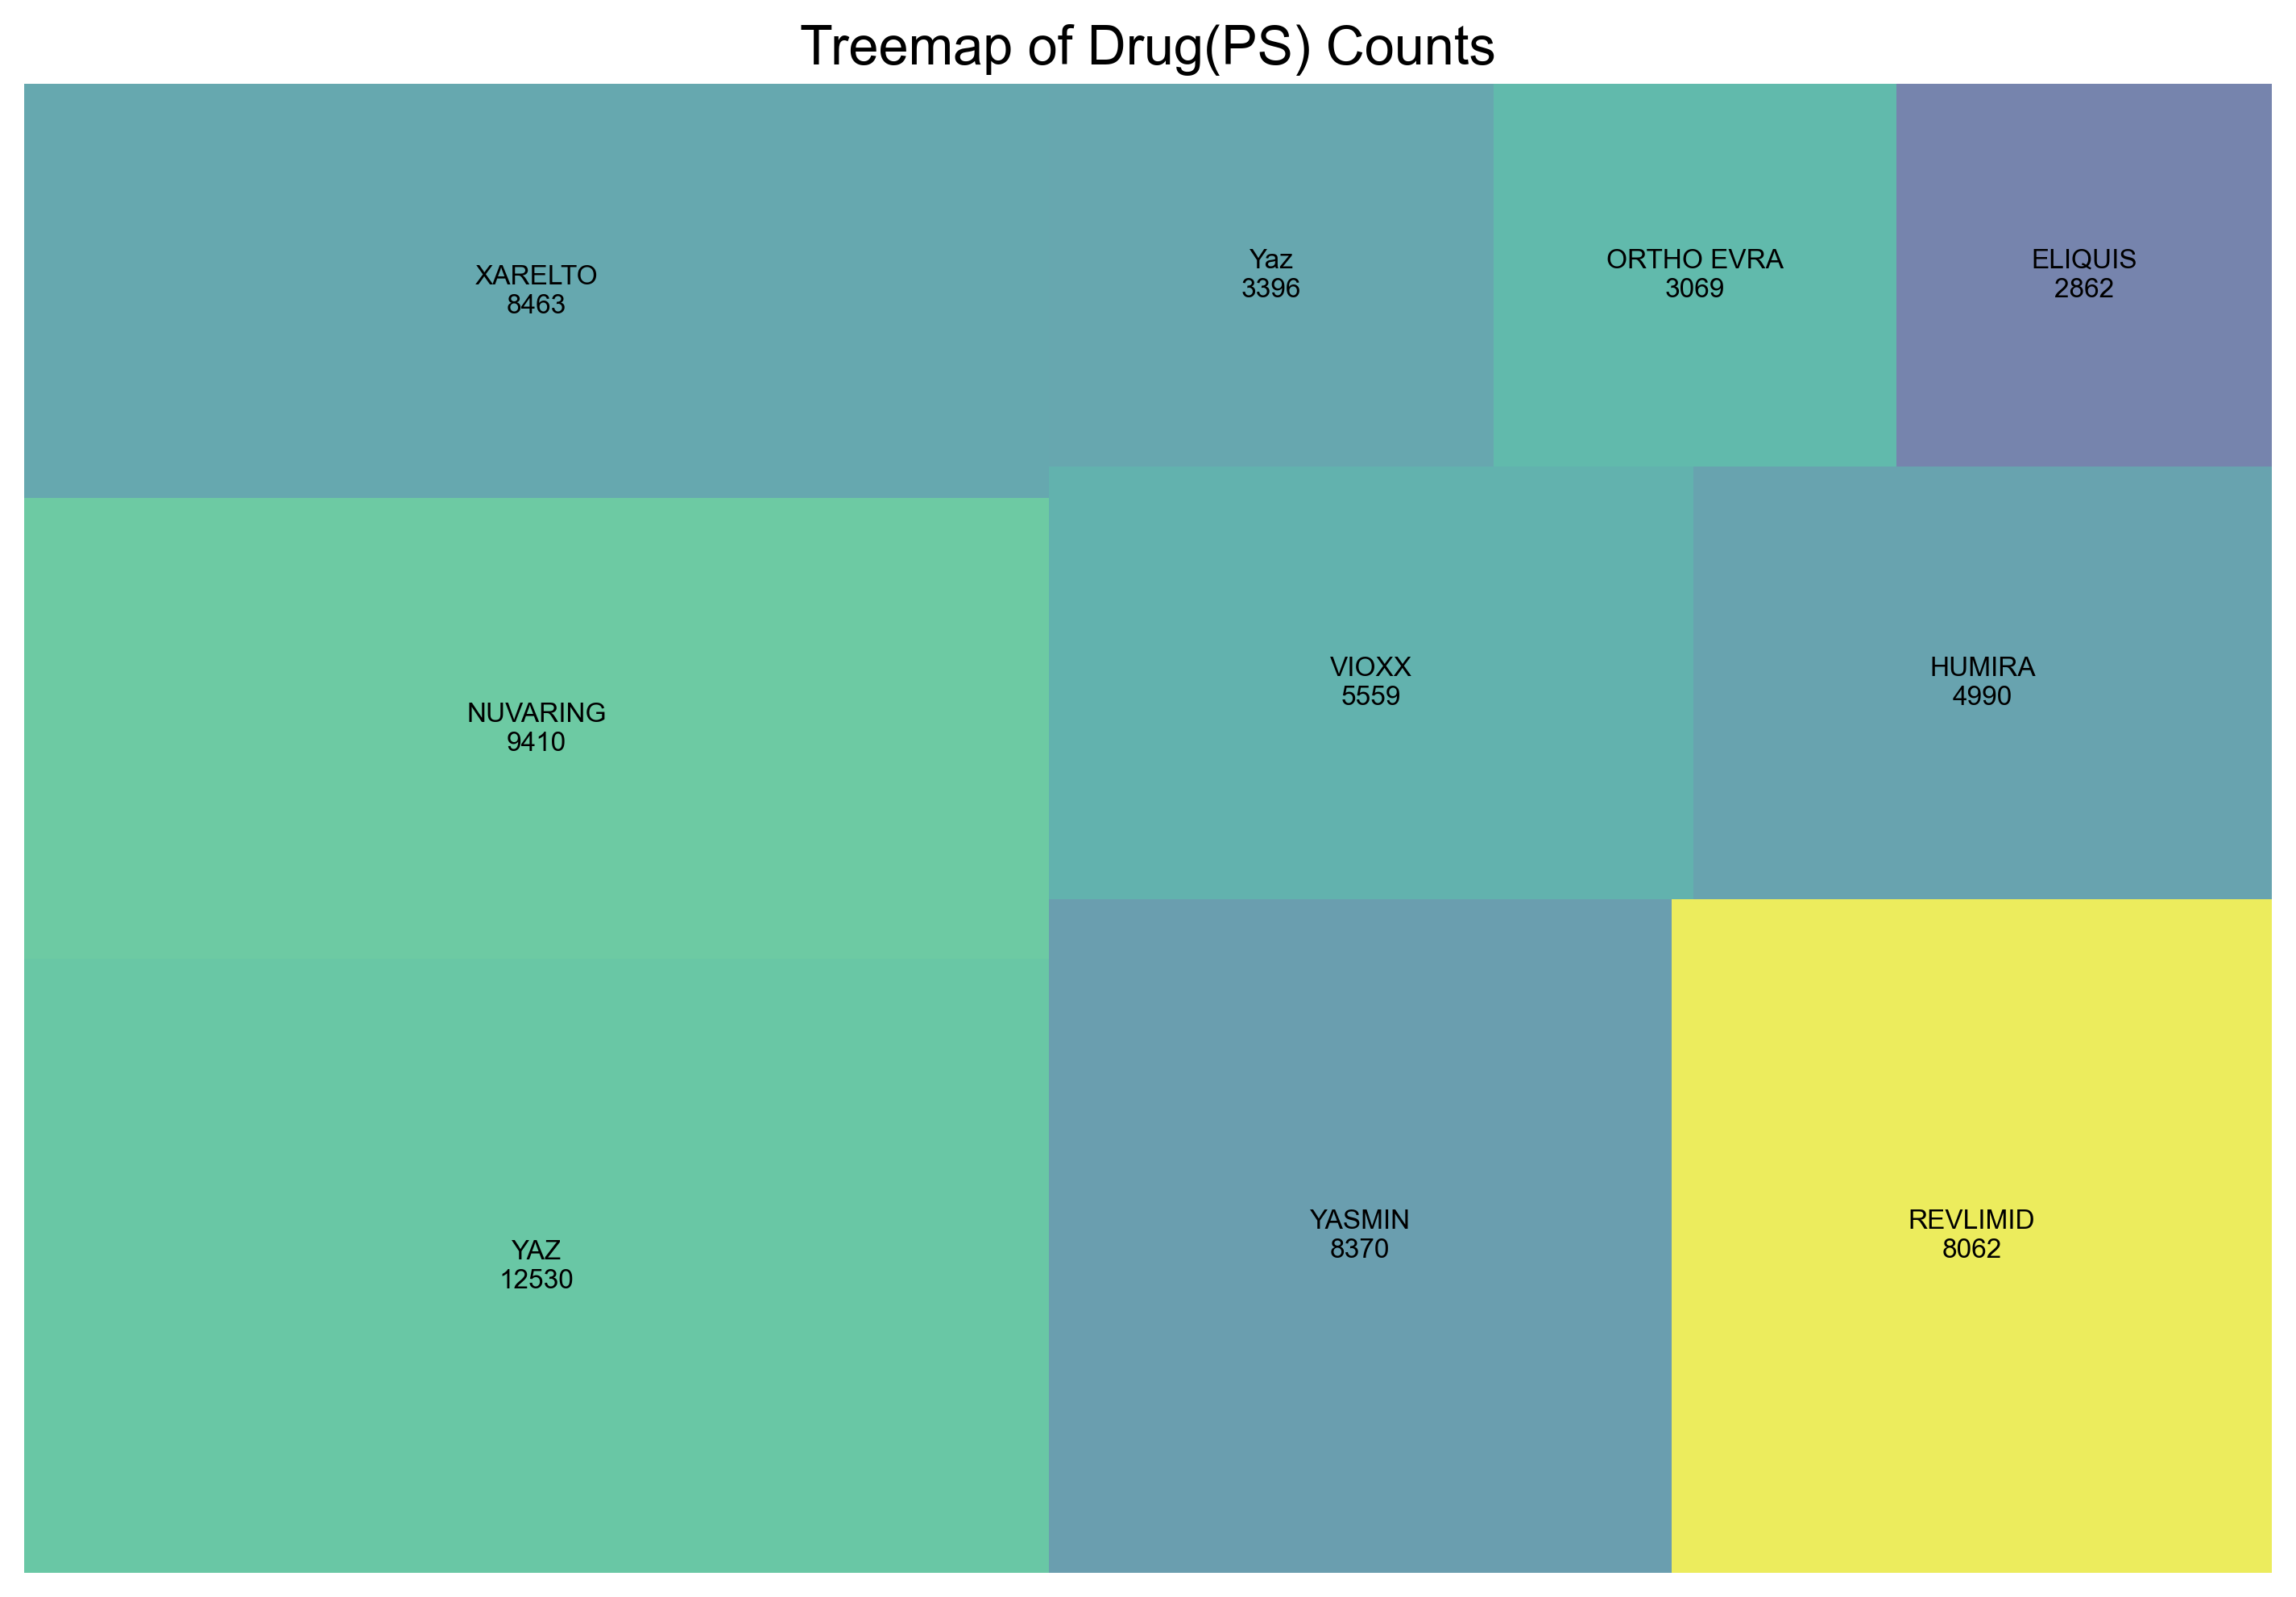 Treemap of Drug(PS) Counts
XARELTO
8463
Yaz
3396
ORTHO EVRA
3069
ELIQUIS
2862
NUVARING
9410
VIOXX
5559
HUMIRA
4990
YAZ
12530
YASMIN
8370
REVLIMID
8062